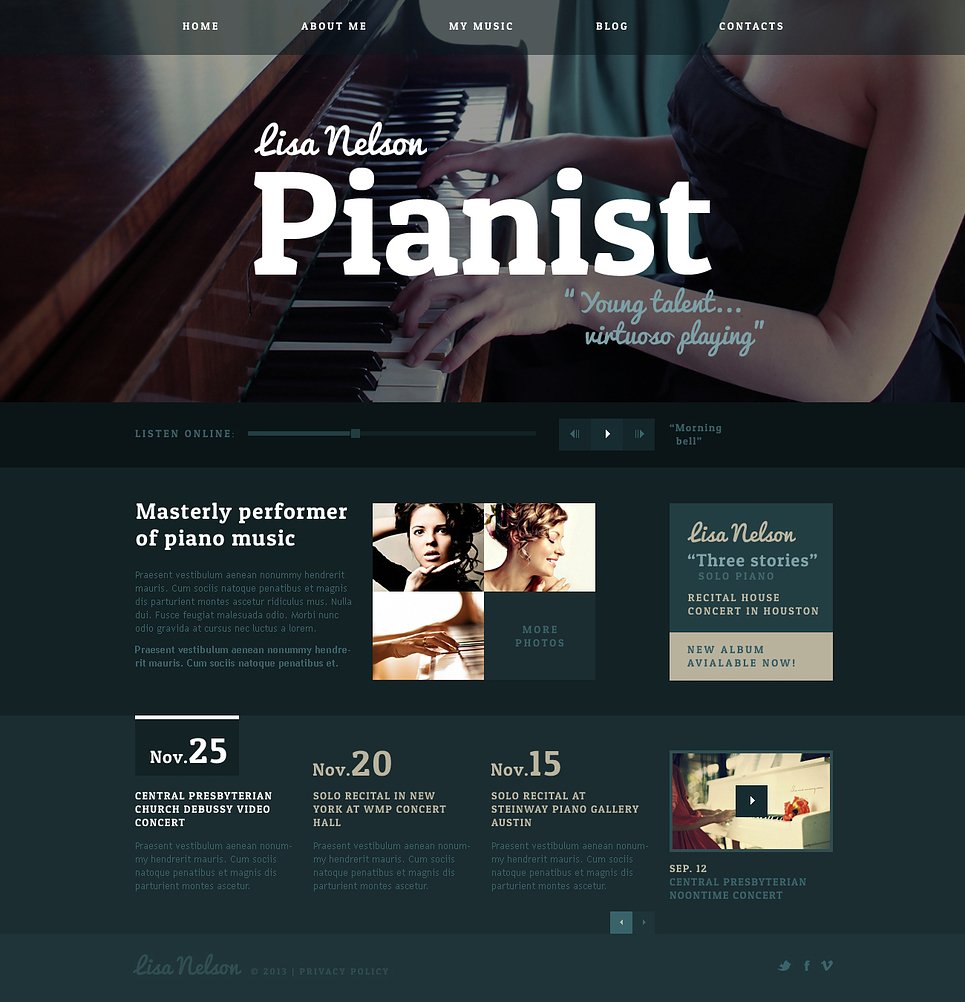 HOME ABOUT ME MY MUSIC BLOG CONTACTS
Lisa Nelson
Pianist
“Young talent...
virtuoso playing”
LISTEN ONLINE:
“Morning
bell”
Masterly performer
of piano music
Praesent vestibulum aenean nonummy hendrerit
mauris. Cum sociis natoque penatibus et magnis
dis parturient montes ascetur ridiculus mus. Nulla
dui. Fusce feugiat malesuada odio. Morbi nunc
odio gravida at cursus nec luctus a lorem.
Praesent vestibulum aenean nonummy hendre-
rit mauris. Cum sociis natoque penatibus et.
MORE
PHOTOS
Lisa Nelson
“Three stories”
SOLO PIANO
RECITAL HOUSE
CONCERT IN HOUSTON
NEW ALBUM
AVIALABLE NOW!
Nov.25
CENTRAL PRESBYTERIAN
CHURCH DEBUSSY VIDEO
CONCERT
Praesent vestibulum aenean nonum-
my hendrerit mauris. Cum sociis
natoque penatibus et magnis dis
parturient montes ascetur.
Nov.20
SOLO RECITAL IN NEW
YORK AT WMP CONCERT
HALL
Praesent vestibulum aenean nonum-
my hendrerit mauris. Cum sociis
natoque penatibus et magnis dis
parturient montes ascetur.
Nov.15
SOLO RECITAL AT
STEINWAY PIANO GALLERY
AUSTIN
Praesent vestibulum aenean nonum-
my hendrerit mauris. Cum sociis
natoque penatibus et magnis dis
parturient montes ascetur.
SEP. 12
CENTRAL PRESBYTERIAN
NOONTIME CONCERT
Lisa Nelson © 2013 | PRIVACY POLICY